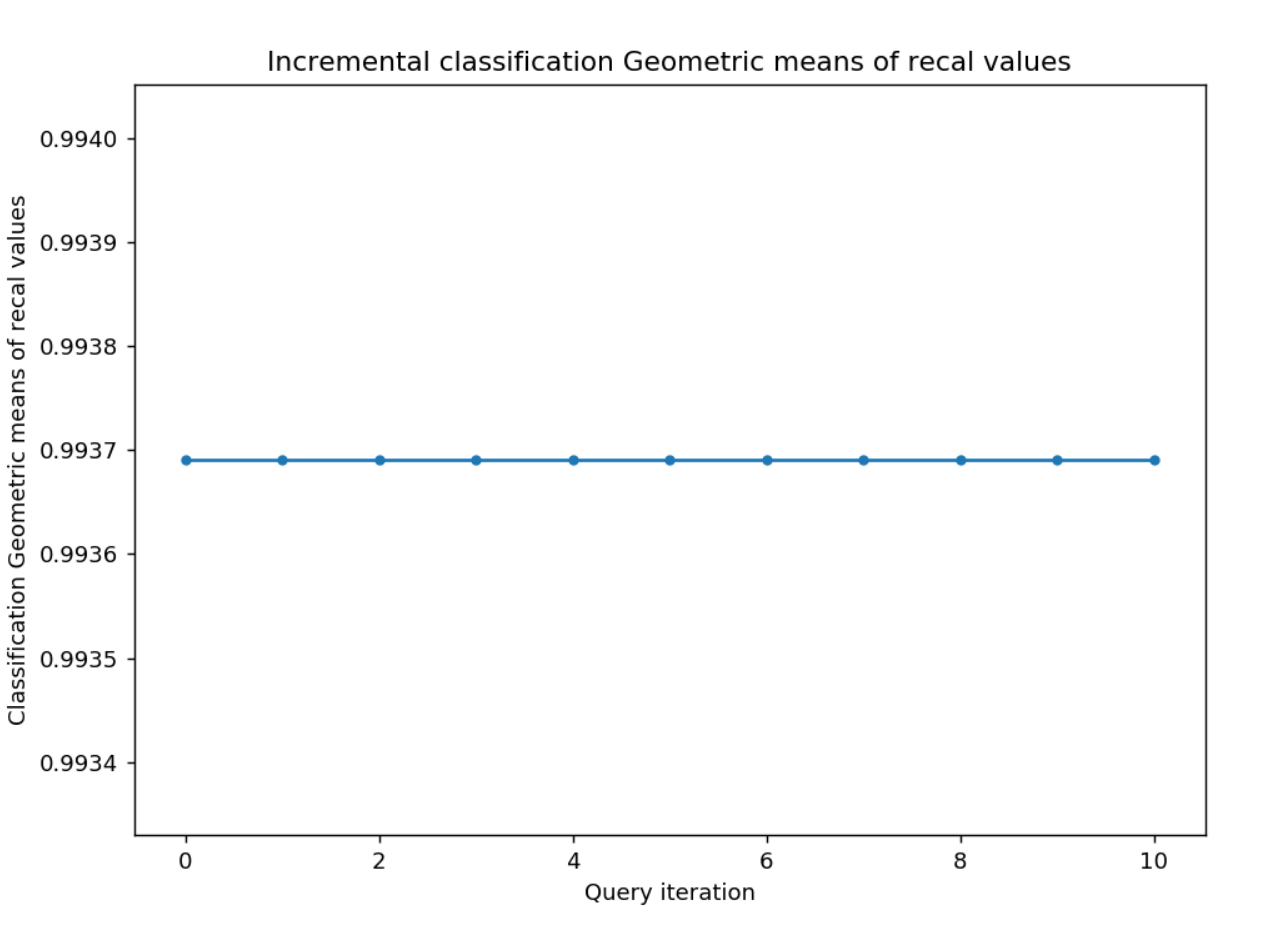 Incremental classification Geometric means of recal values
Classification Geometric means of recal values
0.9940
0.9939
0.9938
0.9937
0.9936
0.9935
0.9934
0 2 4 6 8 10
Query iteration